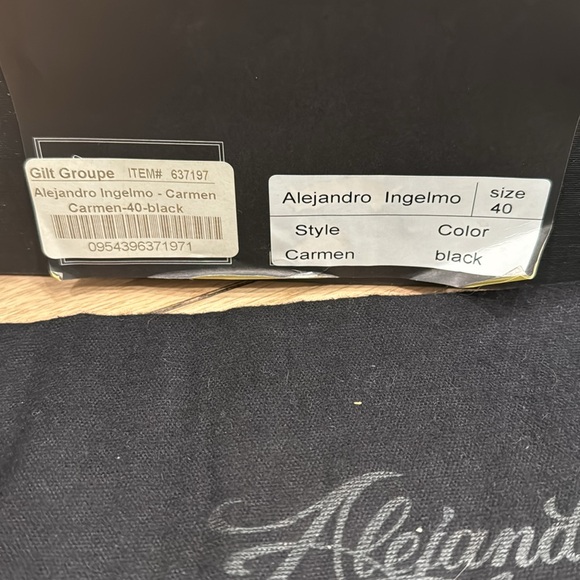 Gilt Groupe ITEM# 637197
Alejandro Ingelmo - Carmen
Carmen-40-black
0954396371971
Alejandro Ingelmo size
40
Style Color
Carmen black
Alejand